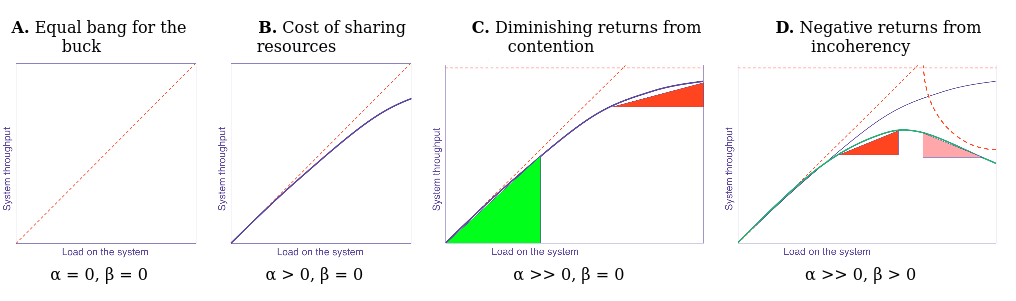 A. Equal bang for the
buck
System throughput
Load on the system
α = 0, β = 0
B. Cost of sharing
resources
System throughput
Load on the system
α > 0, β = 0
C. Diminishing returns from
contention
System throughput
Load on the system
α >> 0, β = 0
D. Negative returns from
incoherency
System throughput
Load on the system
α >> 0, β > 0